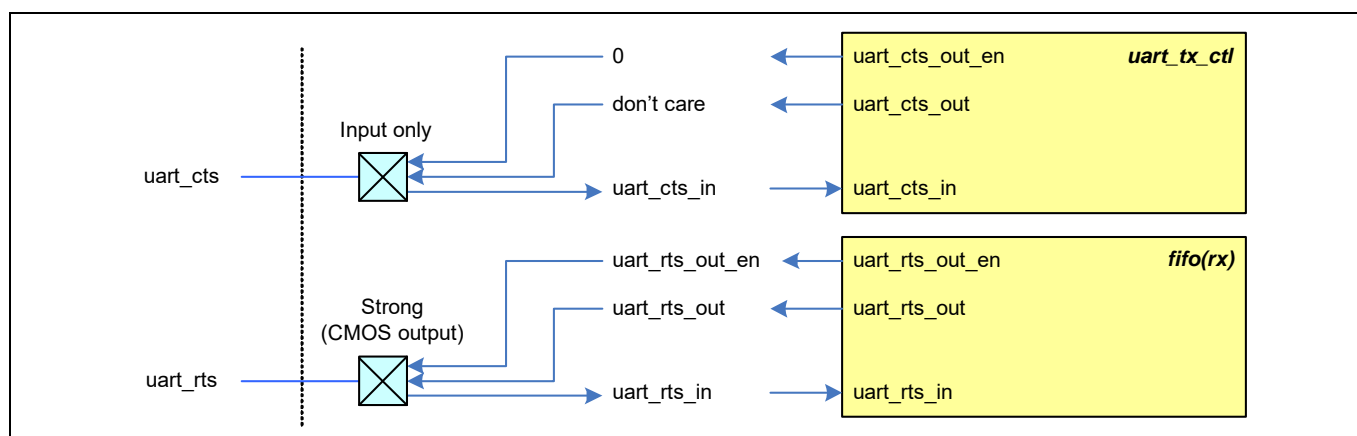 0
uart_cts_out_en
uart_tx_ctl
don't care
uart_cts_out
Input only
uart_cts
uart_cts_in
uart_cts_in
uart_rts_out_en
uart_rts_out_en
fifo(rx)
Strong
(CMOS output)
uart_rts_out
uart_rts_out
uart_rts
uart_rts_in
uart_rts_in